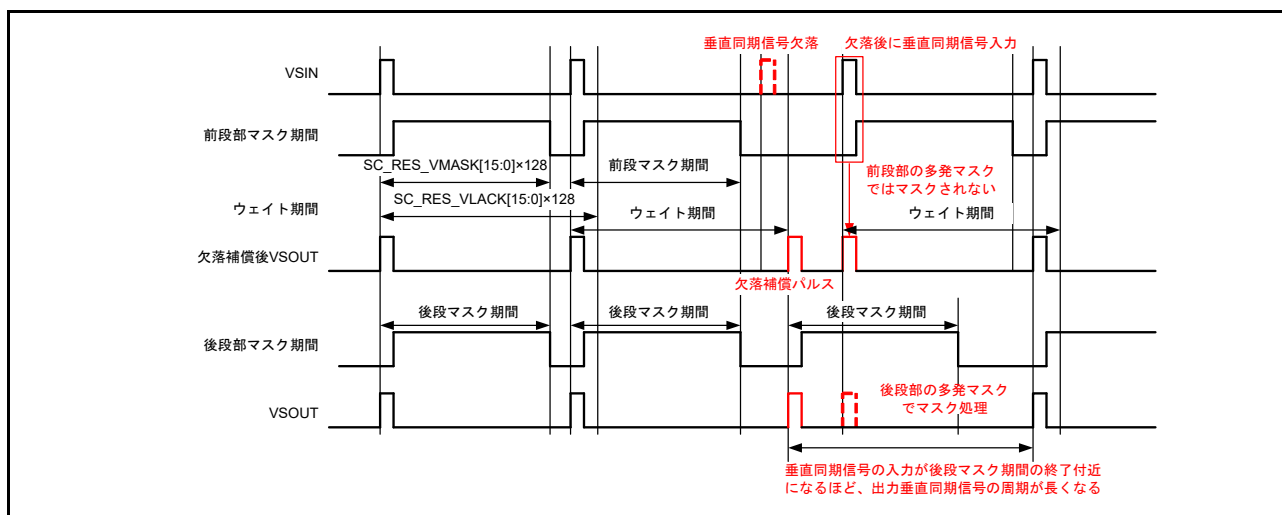 垂直同期信号欠落
欠落後に垂直同期信号入力
VSIN
前段部マスク期間
SC_RES_VMASK[15:0]×128
前段マスク期間
前段部の多発マスク
ではマスクされない
SC_RES_VLACK[15:0]×128
ウェイト期間
ウェイト期間
ウェイト期間
欠落補償後VSOUT
欠落補償パルス
後段マスク期間
後段マスク期間
後段マスク期間
後段部マスク期間
後段部の多発マスク
でマスク処理
VSOUT
垂直同期信号の入力が後段マスク期間の終了付近
になるほど、出力垂直同期信号の周期が長くなる